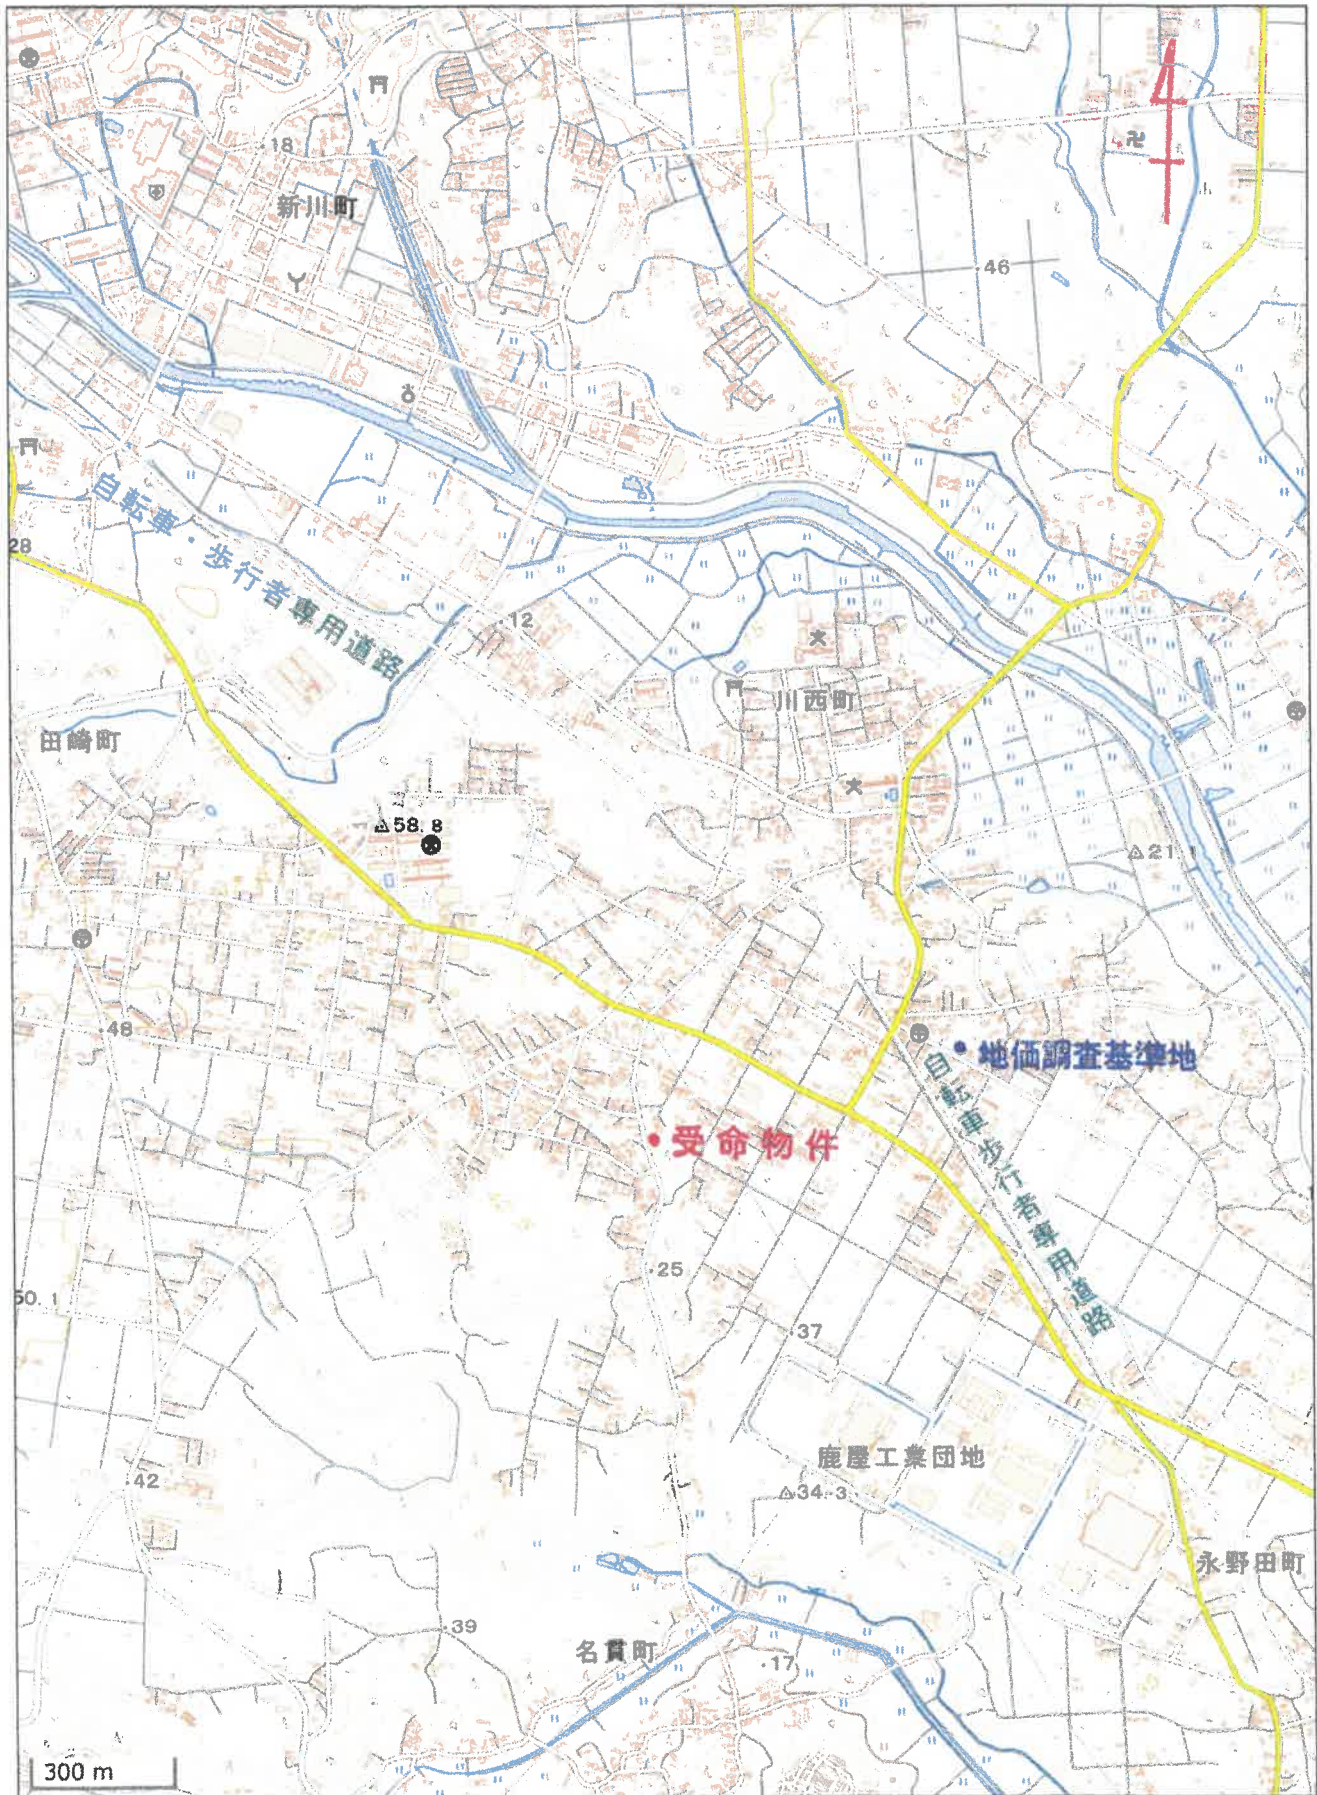 18
新川町
46
自転車・歩行者専用道路
28
12
川西町
田崎町
58.8
21.1
48
地価調査基準地
自転車歩行者専用道路
受命物件
25
50.1
37
鹿屋工業団地
34.3
42
永野田町
39
名貫町
17
300 m